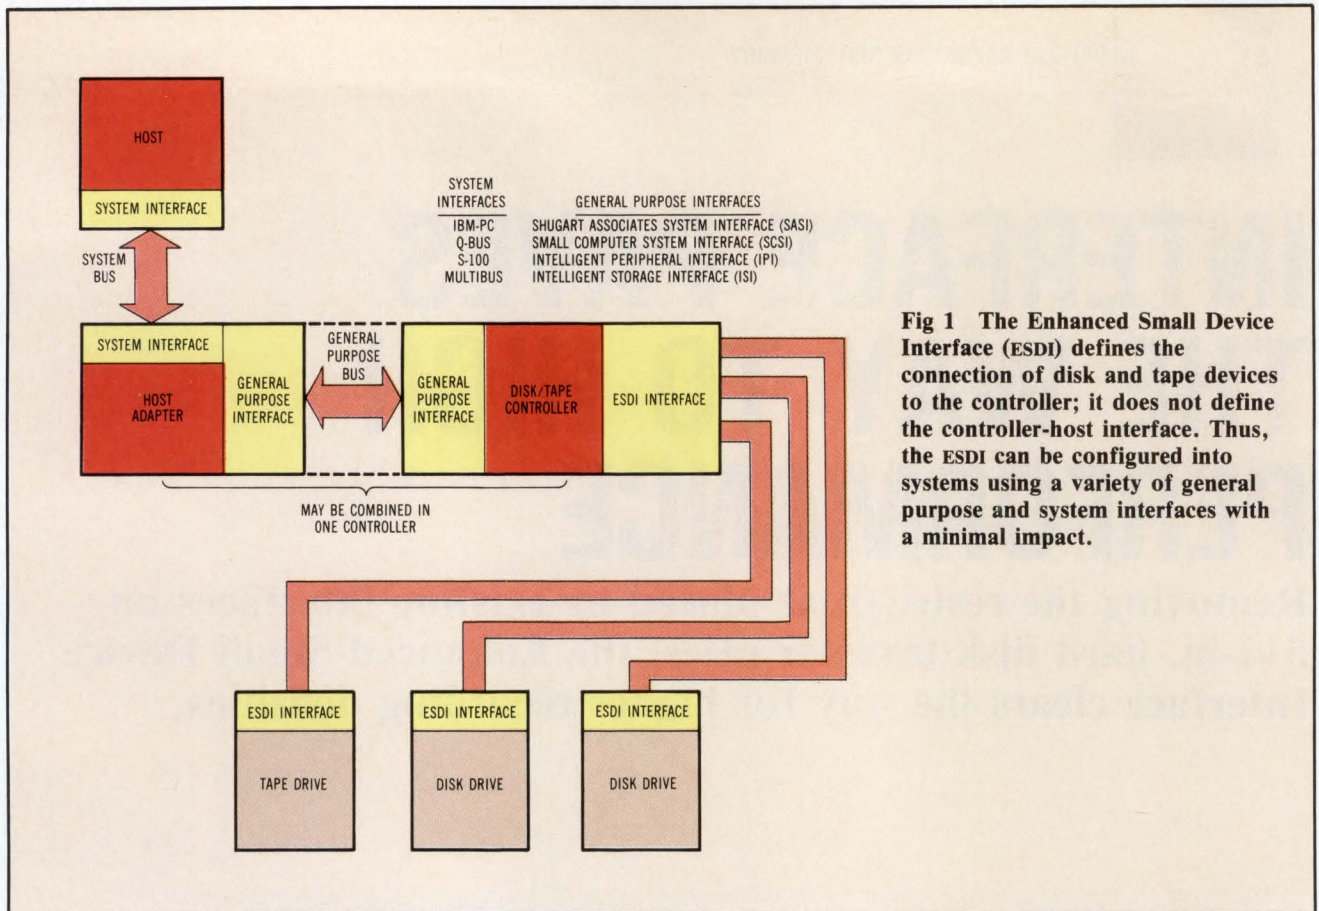 HOST
SYSTEM INTERFACE
SYSTEM
BUS
SYSTEM
INTERFACES
IBM-PC
Q-BUS
S-100
MULTIBUS
GENERAL PURPOSE INTERFACES
SHUGART ASSOCIATES SYSTEM INTERFACE (SASI)
SMALL COMPUTER SYSTEM INTERFACE (SCSI)
INTELLIGENT PERIPHERAL INTERFACE (IPI)
INTELLIGENT STORAGE INTERFACE (ISI)
SYSTEM INTERFACE
HOST
ADAPTER
GENERAL
PURPOSE
INTERFACE
GENERAL
PURPOSE
BUS
GENERAL
PURPOSE
INTERFACE
DISK/TAPE
CONTROLLER
ESDI INTERFACE
MAY BE COMBINED IN
ONE CONTROLLER
ESDI INTERFACE
TAPE DRIVE
ESDI INTERFACE
DISK DRIVE
ESDI INTERFACE
DISK DRIVE
Fig 1 The Enhanced Small Device
Interface (ESDI) defines the
connection of disk and tape devices
to the controller; it does not define
the controller-host interface. Thus,
the ESDI can be configured into
systems using a variety of general
purpose and system interfaces with
a minimal impact.